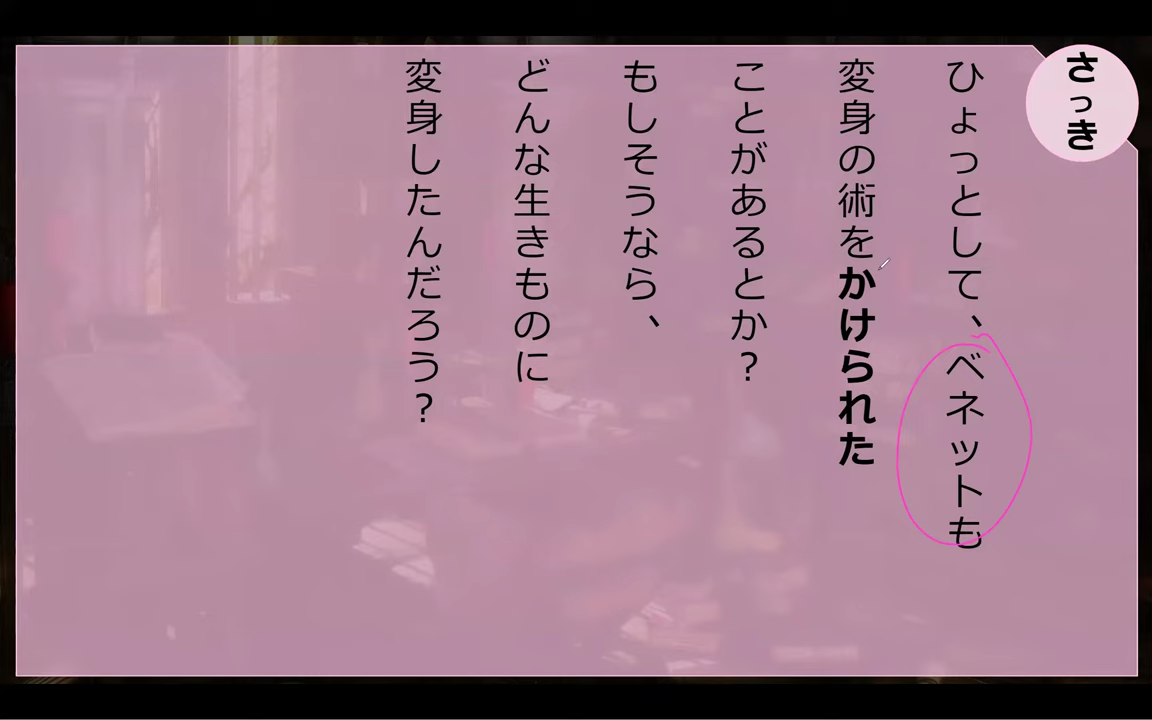 さっき
ひょっとして、ベネットも
変身の術をかけられた
ことがあるとか？
もしそうなら、
どんな生きものに
変身したんだろう？